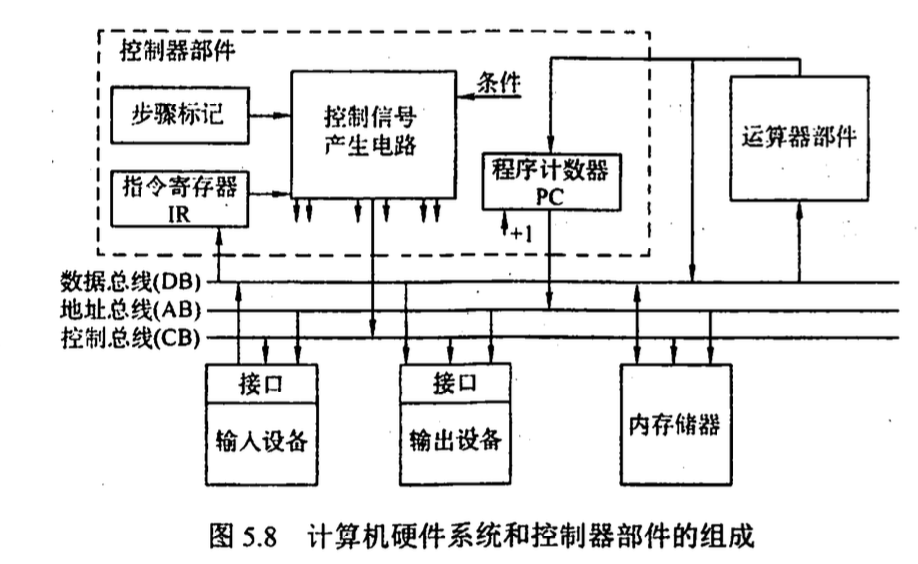 控制器部件
步骤标记
控制信号
产生电路
条件
运算器部件
指令寄存器
IR
程序计数器
PC
+1
数据总线(DB)
地址总线(AB)
控制总线(CB)
接口
输入设备
接口
输出设备
内存储器
图 5.8 计算机硬件系统和控制器部件的组成